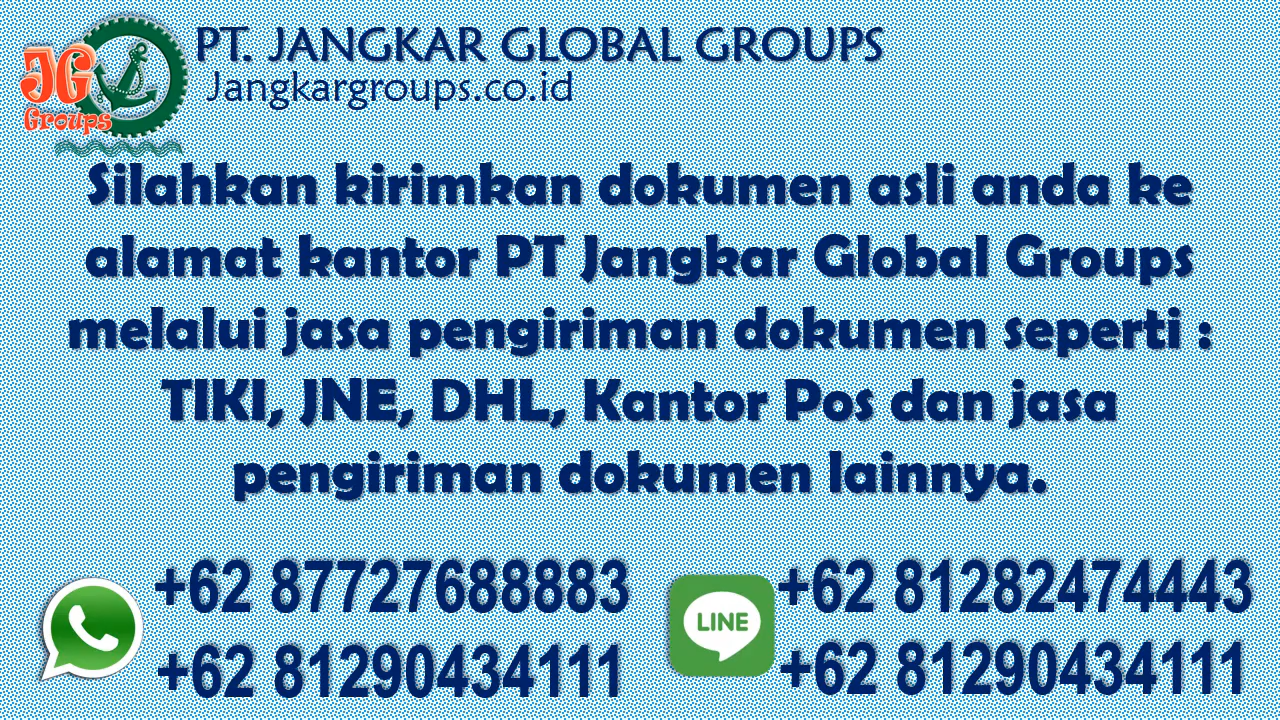 JG
Groups
PT. JANGKAR GLOBAL GROUPS
Jangkargroups.co.id
Silahkan kirimkan dokumen asli anda ke
alamat kantor PT Jangkar Global Groups
melalui jasa pengiriman dokumen seperti :
TIKI, JNE, DHL, Kantor Pos dan jasa
pengiriman dokumen lainnya.
+62 87727688883
+62 81290434111
LINE
+62 81282474443
+62 81290434111